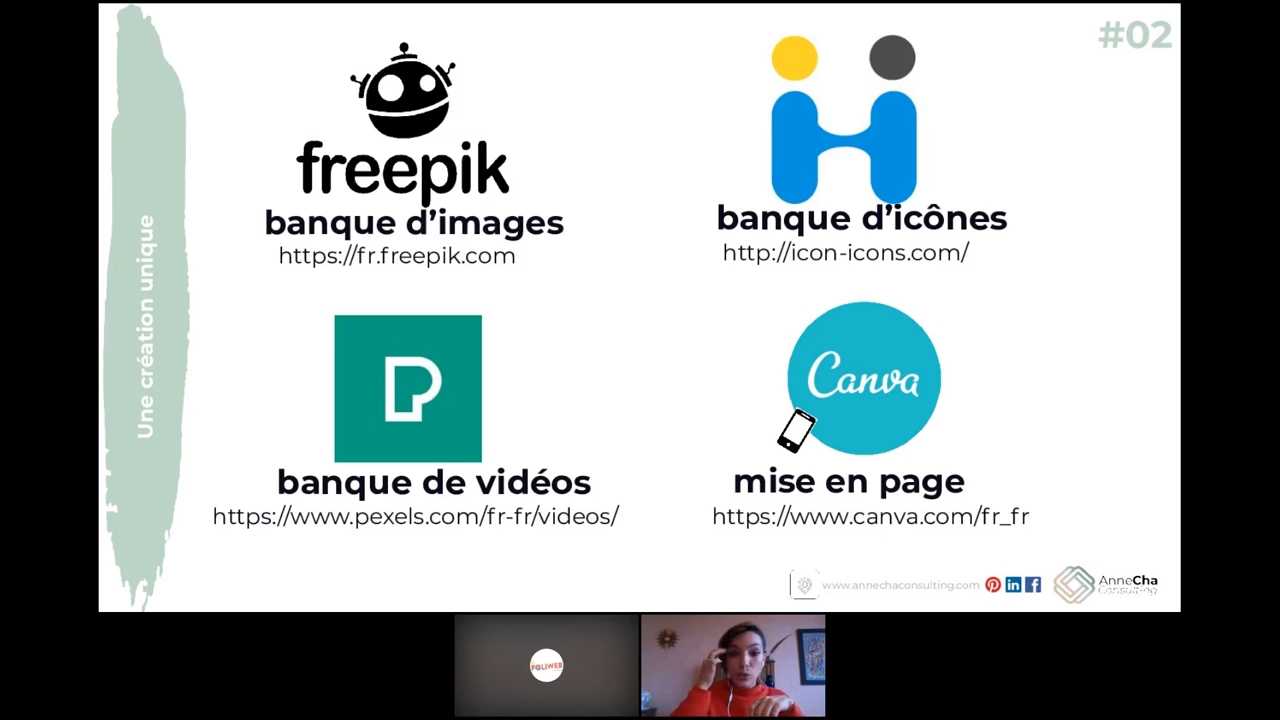 #02
Une création unique
freepik
banque d’images
https://fr.freepik.com
banque d’icônes
http://icon-icons.com/
banque de vidéos
https://www.pexels.com/fr-fr/videos/
Canva
mise en page
https://www.canva.com/fr_fr
www.annechaconsulting.com
AnneCha
Consulting
POLIWEB